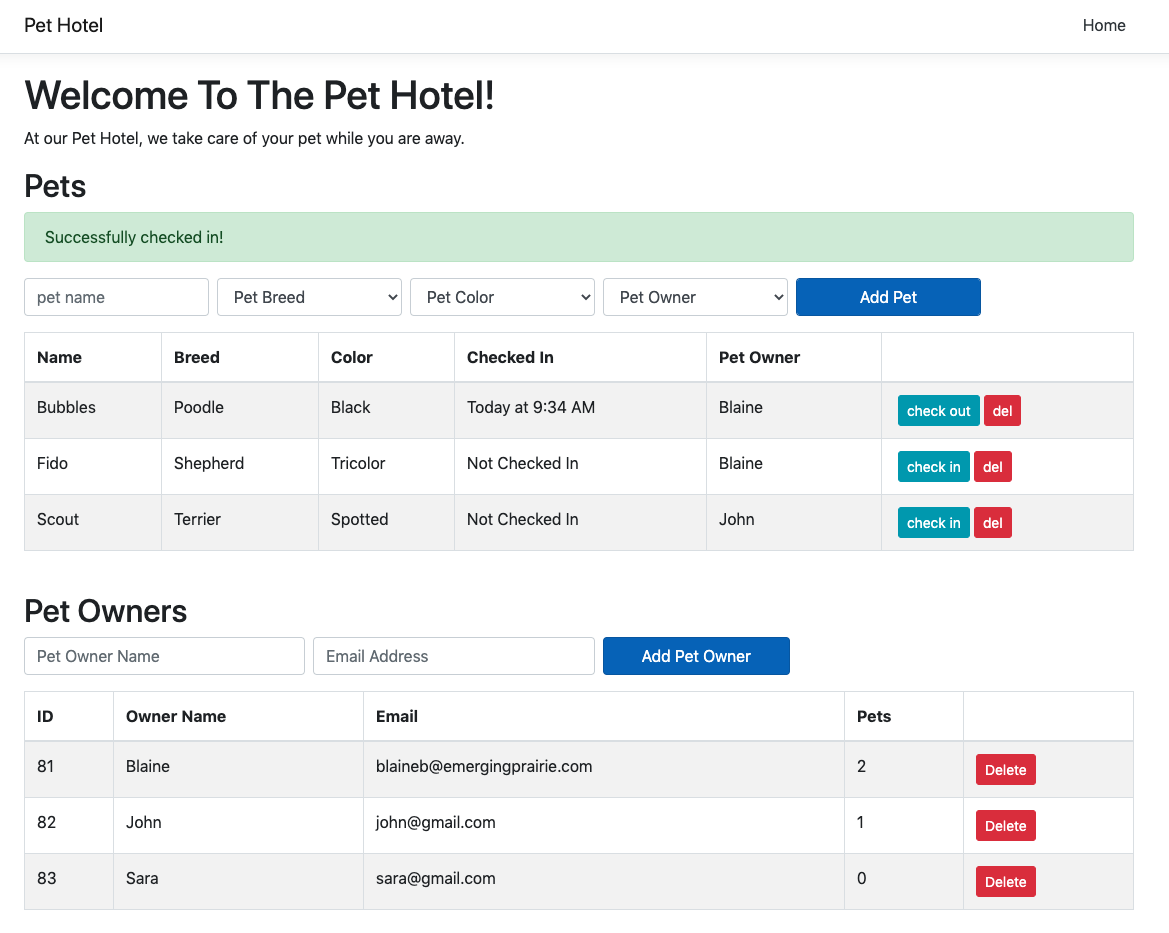 Pet Hotel Home
Welcome To The Pet Hotel!
At our Pet Hotel, we take care of your pet while you are away.
Pets
Successfully checked in!
pet name Pet Breed Pet Color Pet Owner Add Pet
Name Breed Color Checked In Pet Owner
Bubbles Poodle Black Today at 9:34 AM Blaine check out del
Fido Shepherd Tricolor Not Checked In Blaine check in del
Scout Terrier Spotted Not Checked In John check in del
Pet Owners
Pet Owner Name Email Address Add Pet Owner
ID Owner Name Email Pets
81 Blaine blaineb@emergingprairie.com 2 Delete
82 John john@gmail.com 1 Delete
83 Sara sara@gmail.com 0 Delete